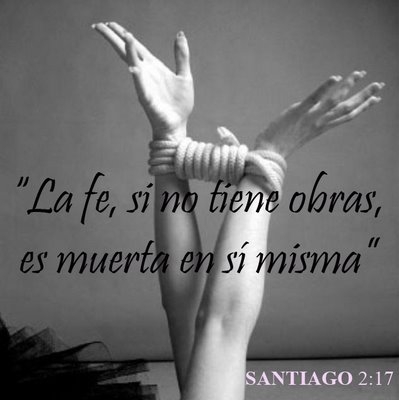 "La fe, si no tiene obras,
es muerta en sí misma"
SANTIAGO 2:17